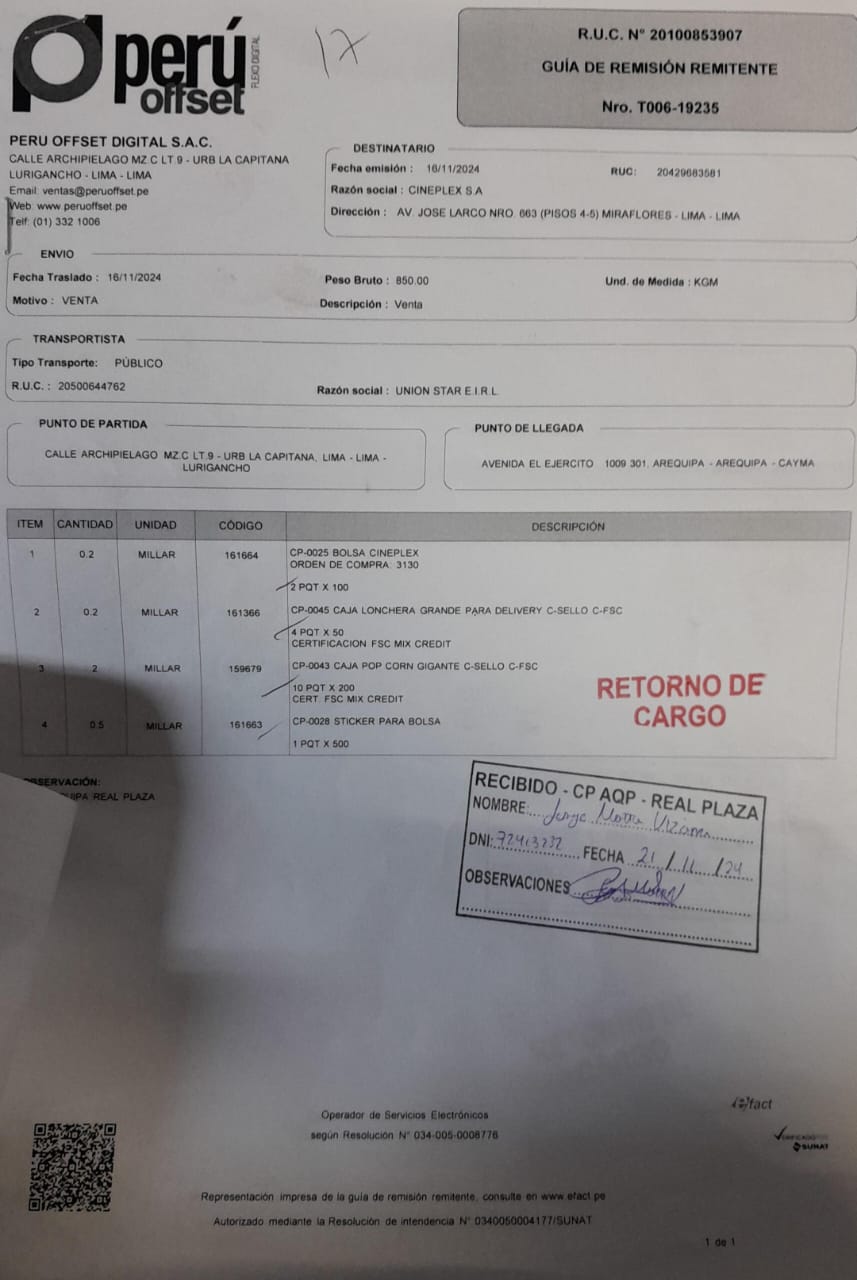 perú
offset
FLEXO DIGITAL
17
R.U.C. N° 20100853907
GUÍA DE REMISIÓN REMITENTE
Nro. T006-19235
PERU OFFSET DIGITAL S.A.C.
CALLE ARCHIPIELAGO MZ.C LT.9 - URB LA CAPITANA
LURIGANCHO - LIMA - LIMA
Email: ventas@peruoffset.pe
Web: www.peruoffset.pe
Telf: (01) 332 1006
DESTINATARIO
Fecha emisión : 16/11/2024 RUC: 20429683581
Razón social : CINEPLEX S.A
Dirección : AV. JOSE LARCO NRO. 663 (PISOS 4-5) MIRAFLORES - LIMA - LIMA
ENVIO
Fecha Traslado : 16/11/2024 Peso Bruto : 850.00 Und. de Medida : KGM
Motivo : VENTA Descripción : Venta
TRANSPORTISTA
Tipo Transporte: PÚBLICO
R.U.C. : 20500644762 Razón social : UNION STAR E.I.R.L.
PUNTO DE PARTIDA
CALLE ARCHIPIELAGO MZ.C LT.9 - URB LA CAPITANA, LIMA - LIMA -
LURIGANCHO
PUNTO DE LLEGADA
AVENIDA EL EJERCITO 1009 301, AREQUIPA - AREQUIPA - CAYMA
ITEM CANTIDAD UNIDAD CÓDIGO DESCRIPCIÓN
1 0.2 MILLAR 161664 CP-0025 BOLSA CINEPLEX
ORDEN DE COMPRA: 3130
2 PQT X 100
2 0.2 MILLAR 161366 CP-0045 CAJA LONCHERA GRANDE PARA DELIVERY C-SELLO C-FSC
4 PQT X 50
CERTIFICACION FSC MIX CREDIT
3 2 MILLAR 159679 CP-0043 CAJA POP CORN GIGANTE C-SELLO C-FSC
10 PQT X 200
CERT. FSC MIX CREDIT
4 0.5 MILLAR 161663 CP-0028 STICKER PARA BOLSA
1 PQT X 500
RETORNO DE
CARGO
OBSERVACIÓN:
REAL PLAZA
RECIBIDO - CP AQP - REAL PLAZA
NOMBRE: Jorge
DNI: 72413232 FECHA 21/11/24
OBSERVACIONES
Operador de Servicios Electrónicos
según Resolución N° 034-005-0008776
efact
VERIFICADO POR
SUNAT
Representación impresa de la guía de remisión remitente, consulte en www.efact.pe
Autorizado mediante la Resolución de intendencia N° 0340050004177/SUNAT
1 de 1